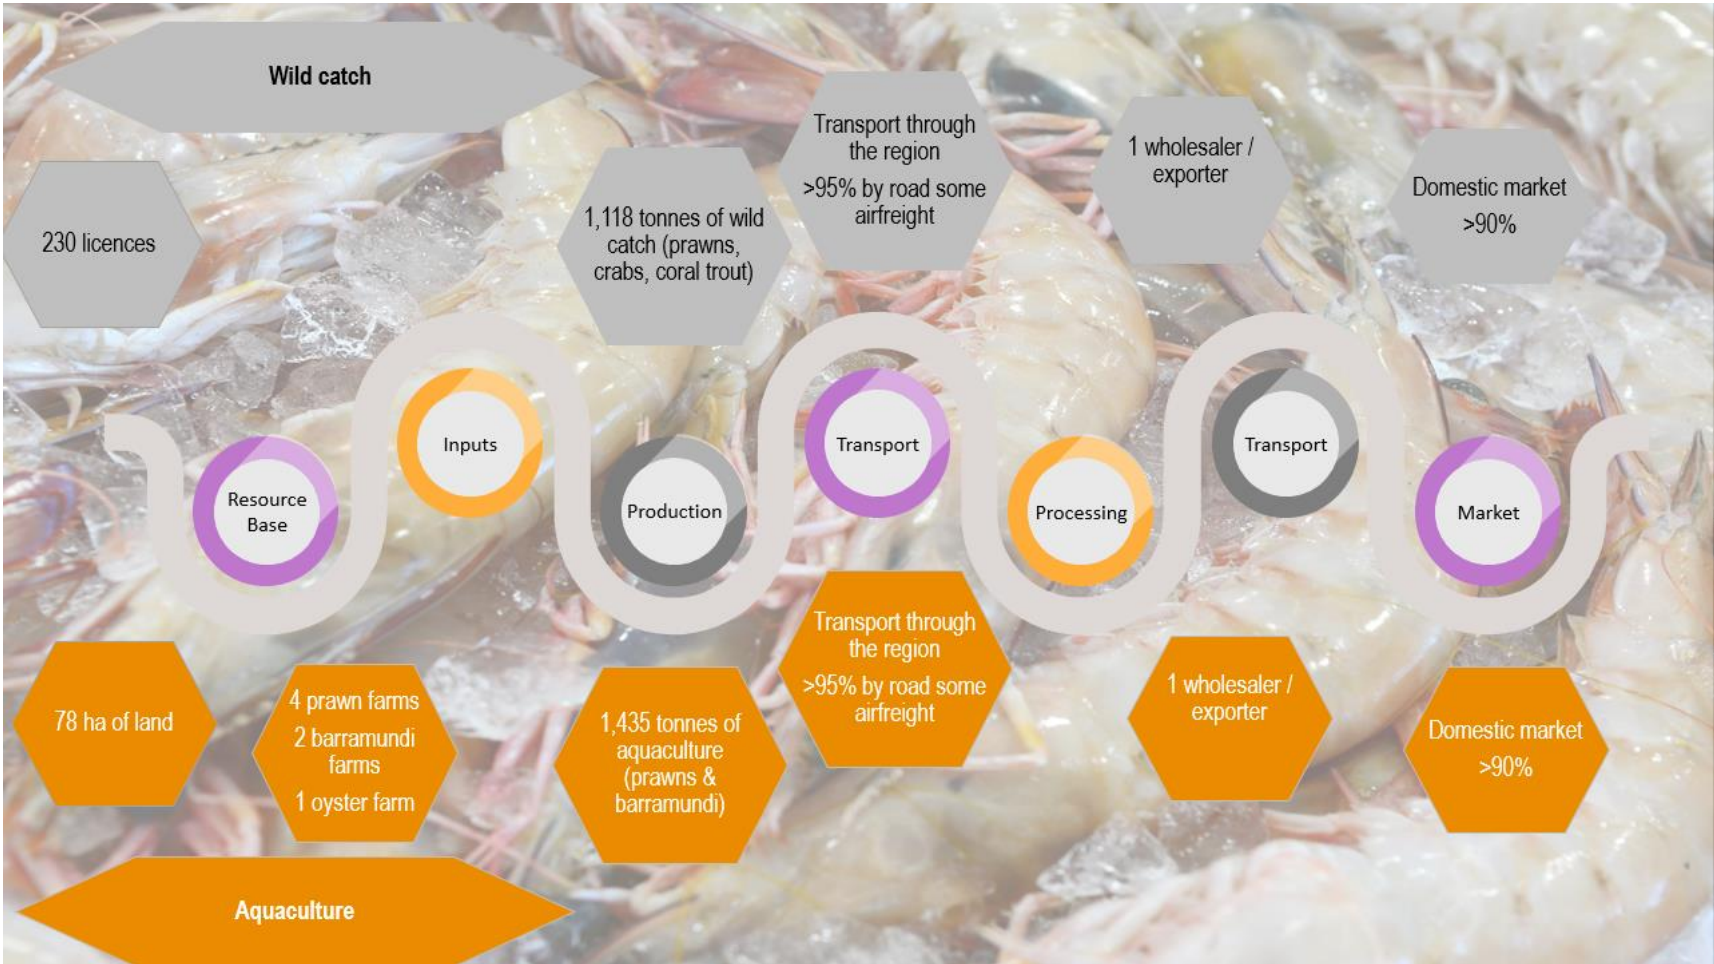 Wild catch
230 licences
1,118 tonnes of wild
catch (prawns,
crabs, coral trout)
Transport through
the region
>95% by road some
airfreight
1 wholesaler /
exporter
Domestic market
>90%
Resource
Base
Inputs
Production
Transport
Processing
Transport
Market
78 ha of land
4 prawn farms
2 barramundi
farms
1 oyster farm
1,435 tonnes of
aquaculture
(prawns &
barramundi)
Transport through
the region
>95% by road some
airfreight
1 wholesaler /
exporter
Domestic market
>90%
Aquaculture